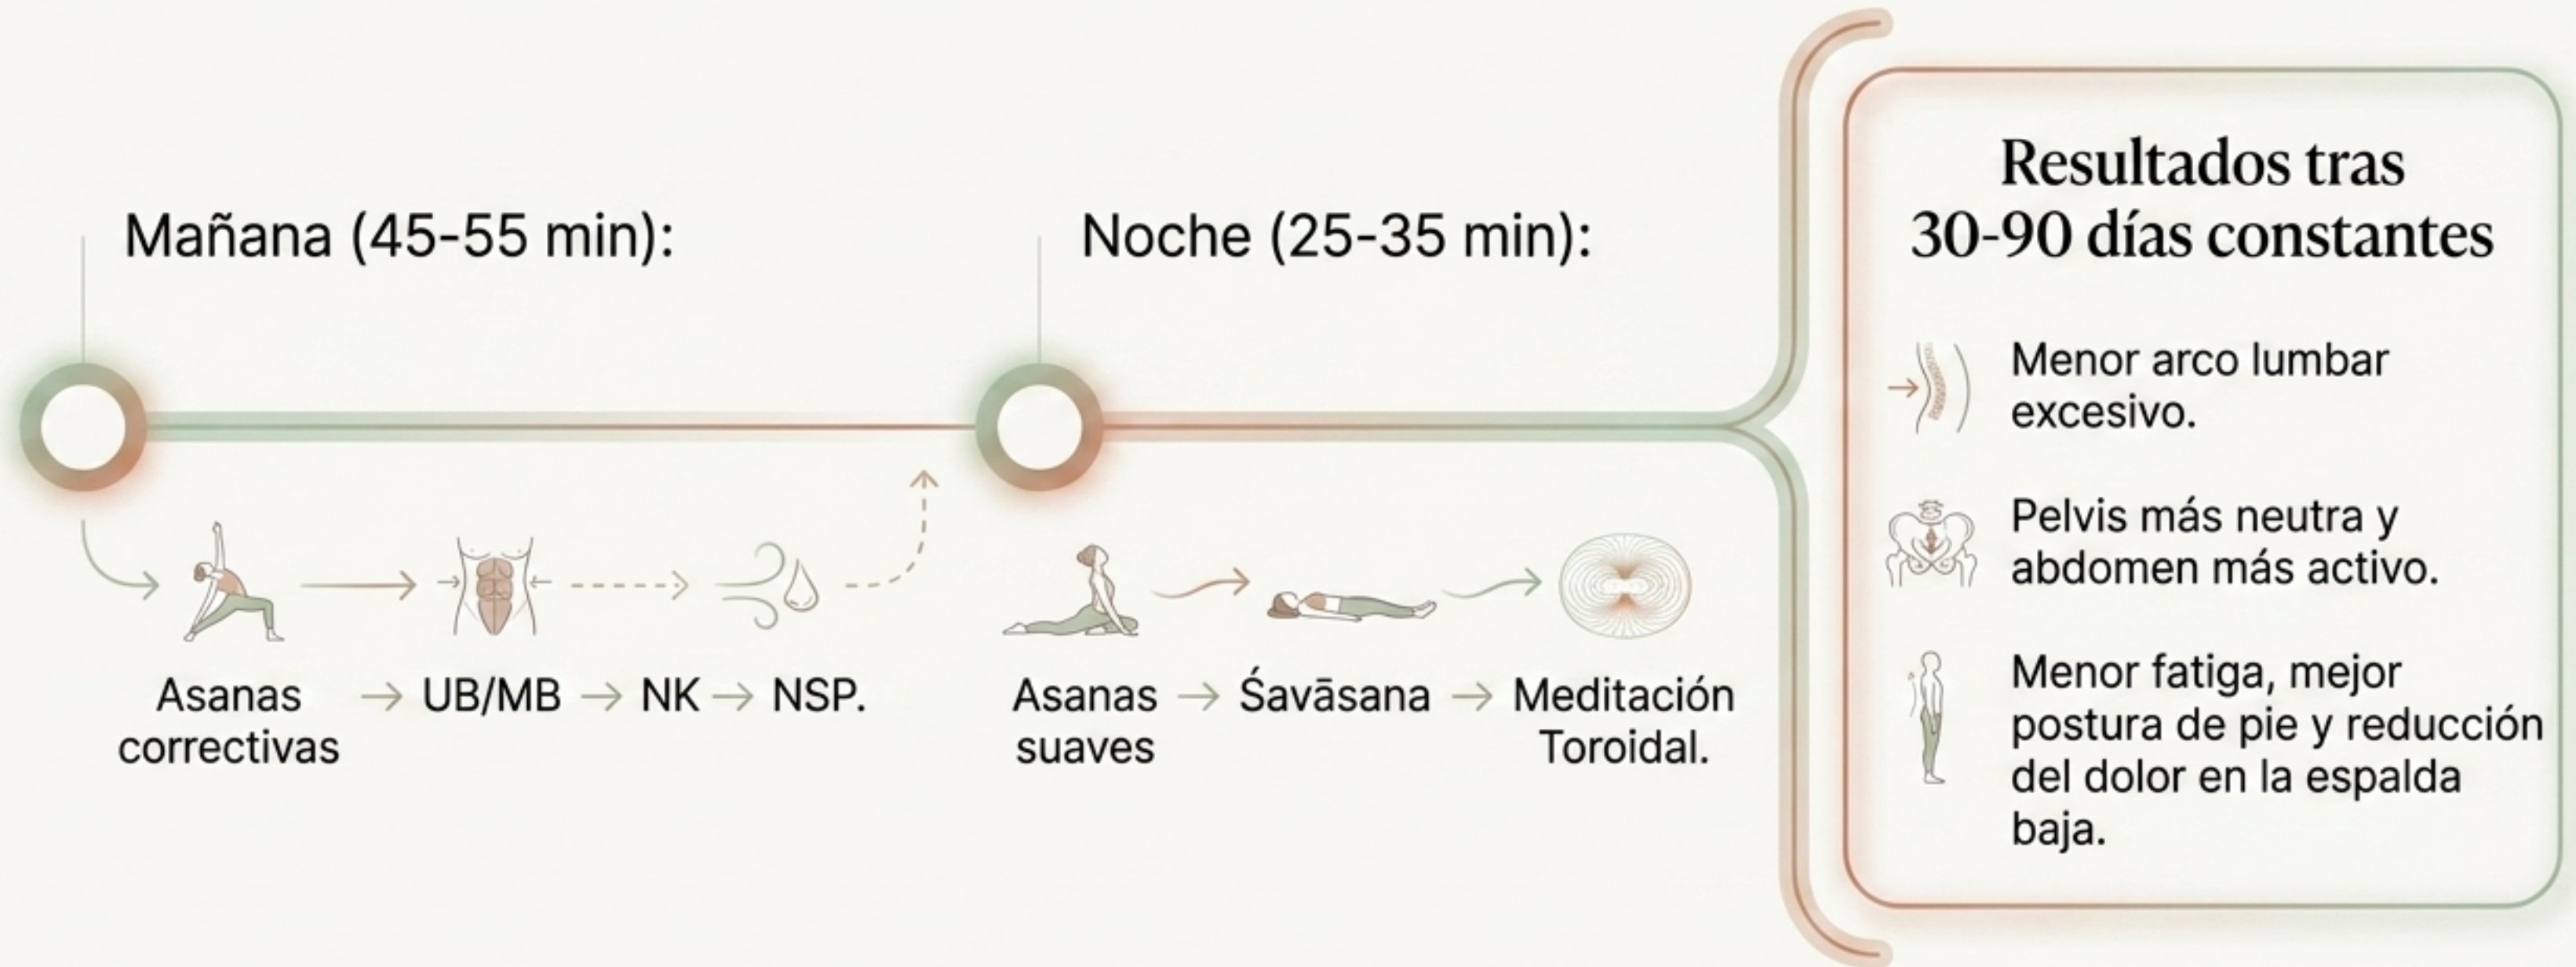 Mañana (45-55 min):
Asanas → UB/MB → NK → NSP.
correctivas
Noche (25-35 min):
Asanas → Śavāsana → Meditación
suaves Toroidal.
Resultados tras
30-90 días constantes
Menor arco lumbar
excesivo.
Pelvis más neutra y
abdomen más activo.
Menor fatiga, mejor
postura de pie y reducción
del dolor en la espalda
baja.